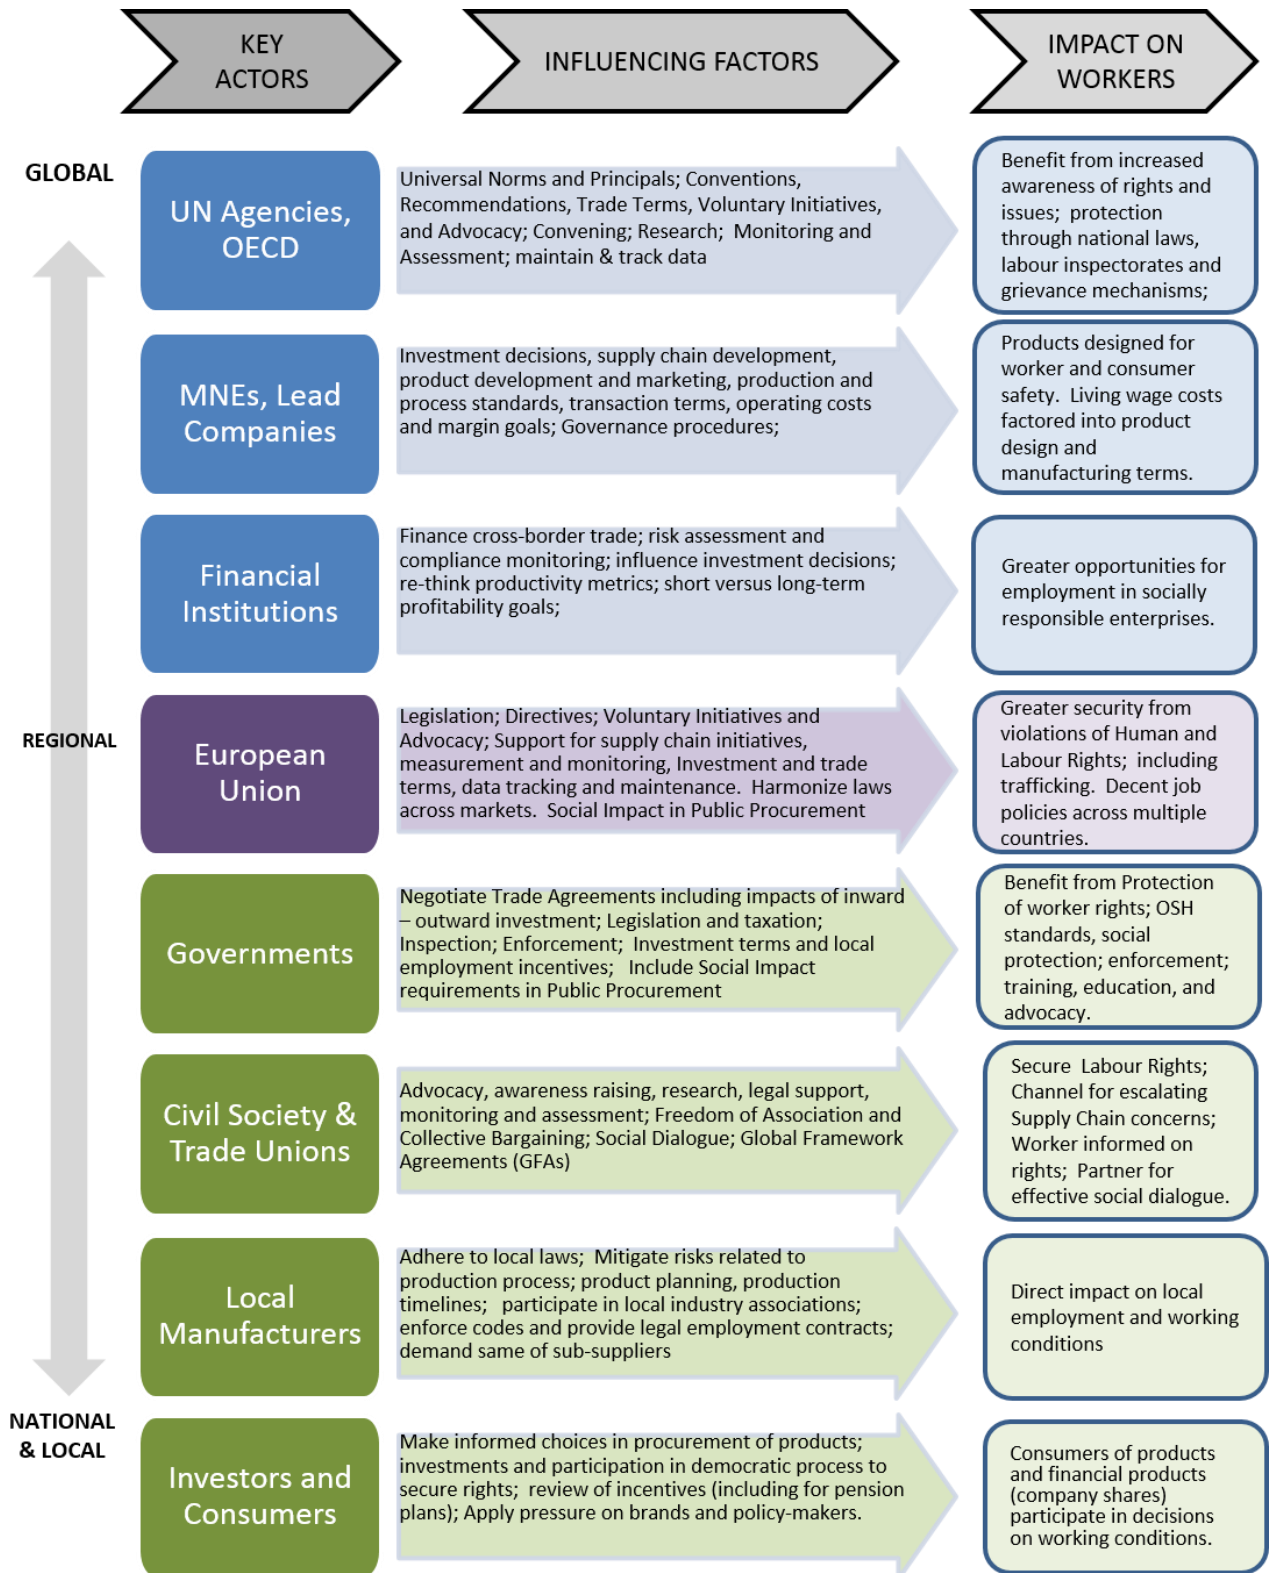 KEY
ACTORS
INFLUENCING FACTORS
IMPACT ON
WORKERS
GLOBAL
UN Agencies,
OECD
Universal Norms and Principals; Conventions,
Recommendations, Trade Terms, Voluntary Initiatives,
and Advocacy; Convening; Research;  Monitoring and
Assessment; maintain & track data
Benefit from increased
awareness of rights and
issues;  protection
through national laws,
labour inspectorates and
grievance mechanisms;
MNEs, Lead
Companies
Investment decisions, supply chain development,
product development and marketing, production and
process standards, transaction terms, operating costs
and margin goals; Governance procedures;
Products designed for
worker and consumer
safety.  Living wage costs
factored into product
design and
manufacturing terms.
Financial
Institutions
Finance cross-border trade; risk assessment and
compliance monitoring; influence investment decisions;
re-think productivity metrics; short versus long-term
profitability goals;
Greater opportunities for
employment in socially
responsible enterprises.
REGIONAL
European
Union
Legislation; Directives; Voluntary Initiatives and
Advocacy; Support for supply chain initiatives,
measurement and monitoring, Investment and trade
terms, data tracking and maintenance.  Harmonize laws
across markets.  Social Impact in Public Procurement
Greater security from
violations of Human and
Labour Rights;  including
trafficking.  Decent job
policies across multiple
countries.
Governments
Negotiate Trade Agreements including impacts of inward
– outward investment; Legislation and taxation;
Inspection; Enforcement;  Investment terms and local
employment incentives;   Include Social Impact
requirements in Public Procurement
Benefit from Protection
of worker rights; OSH
standards, social
protection; enforcement;
training, education, and
advocacy.
Civil Society &
Trade Unions
Advocacy, awareness raising, research, legal support,
monitoring and assessment; Freedom of Association and
Collective Bargaining; Social Dialogue; Global Framework
Agreements (GFAs)
Secure  Labour Rights;
Channel for escalating
Supply Chain concerns;
Worker informed on
rights;  Partner for
effective social dialogue.
Local
Manufacturers
Adhere to local laws;  Mitigate risks related to
production process; product planning, production
timelines;   participate in local industry associations;
enforce codes and provide legal employment contracts;
demand same of sub-suppliers
Direct impact on local
employment and working
conditions
NATIONAL
& LOCAL
Investors and
Consumers
Make informed choices in procurement of products;
investments and participation in democratic process to
secure rights;  review of incentives (including for pension
plans); Apply pressure on brands and policy-makers.
Consumers of products
and financial products
(company shares)
participate in decisions
on working conditions.